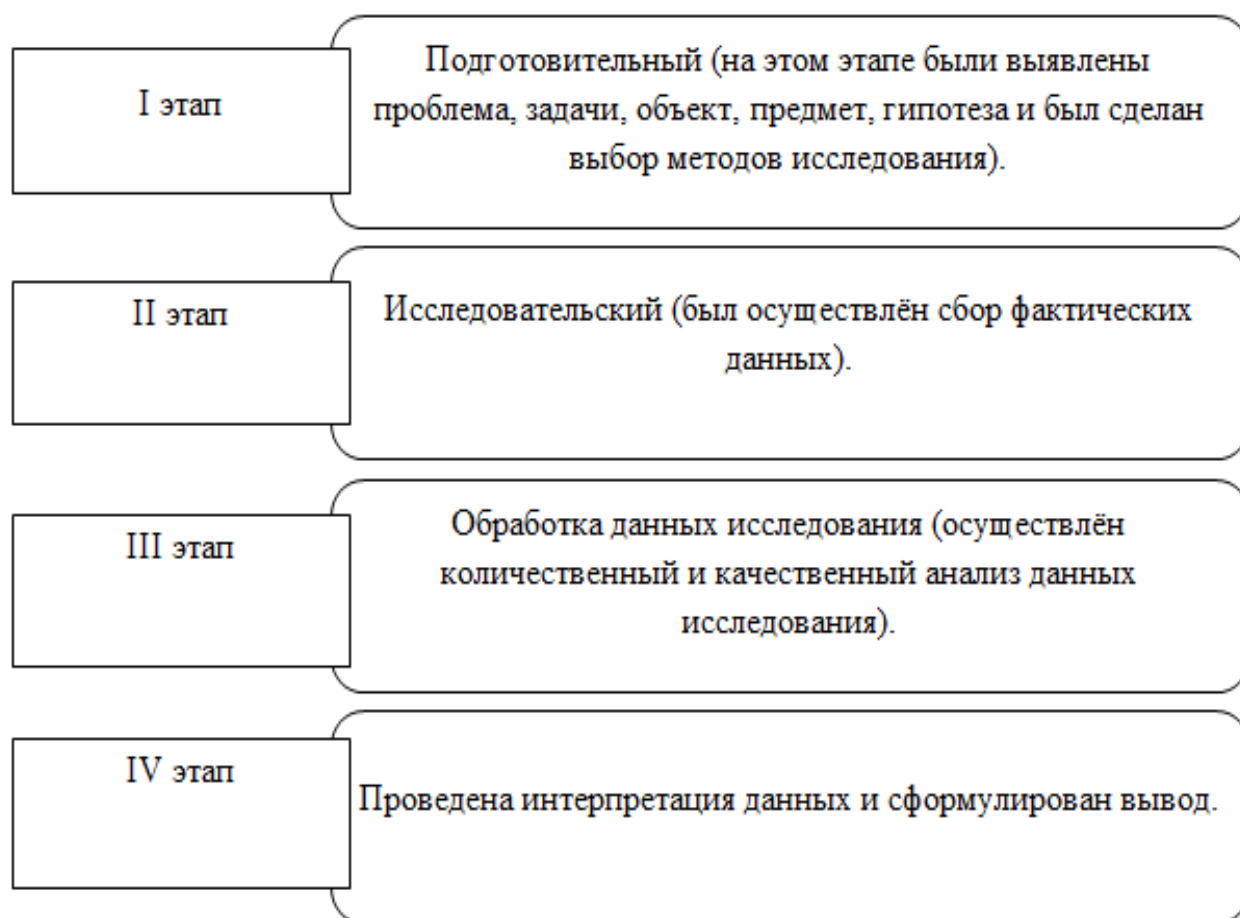 I этап
Подготовительный (на этом этапе были выявлены
проблема, задачи, объект, предмет, гипотеза и был сделан
выбор методов исследования).
II этап
Исследовательский (был осуществлён сбор фактических
данных).
III этап
Обработка данных исследования (осуществлён
количественный и качественный анализ данных
исследования).
IV этап
Проведена интерпретация данных и сформулирован вывод.